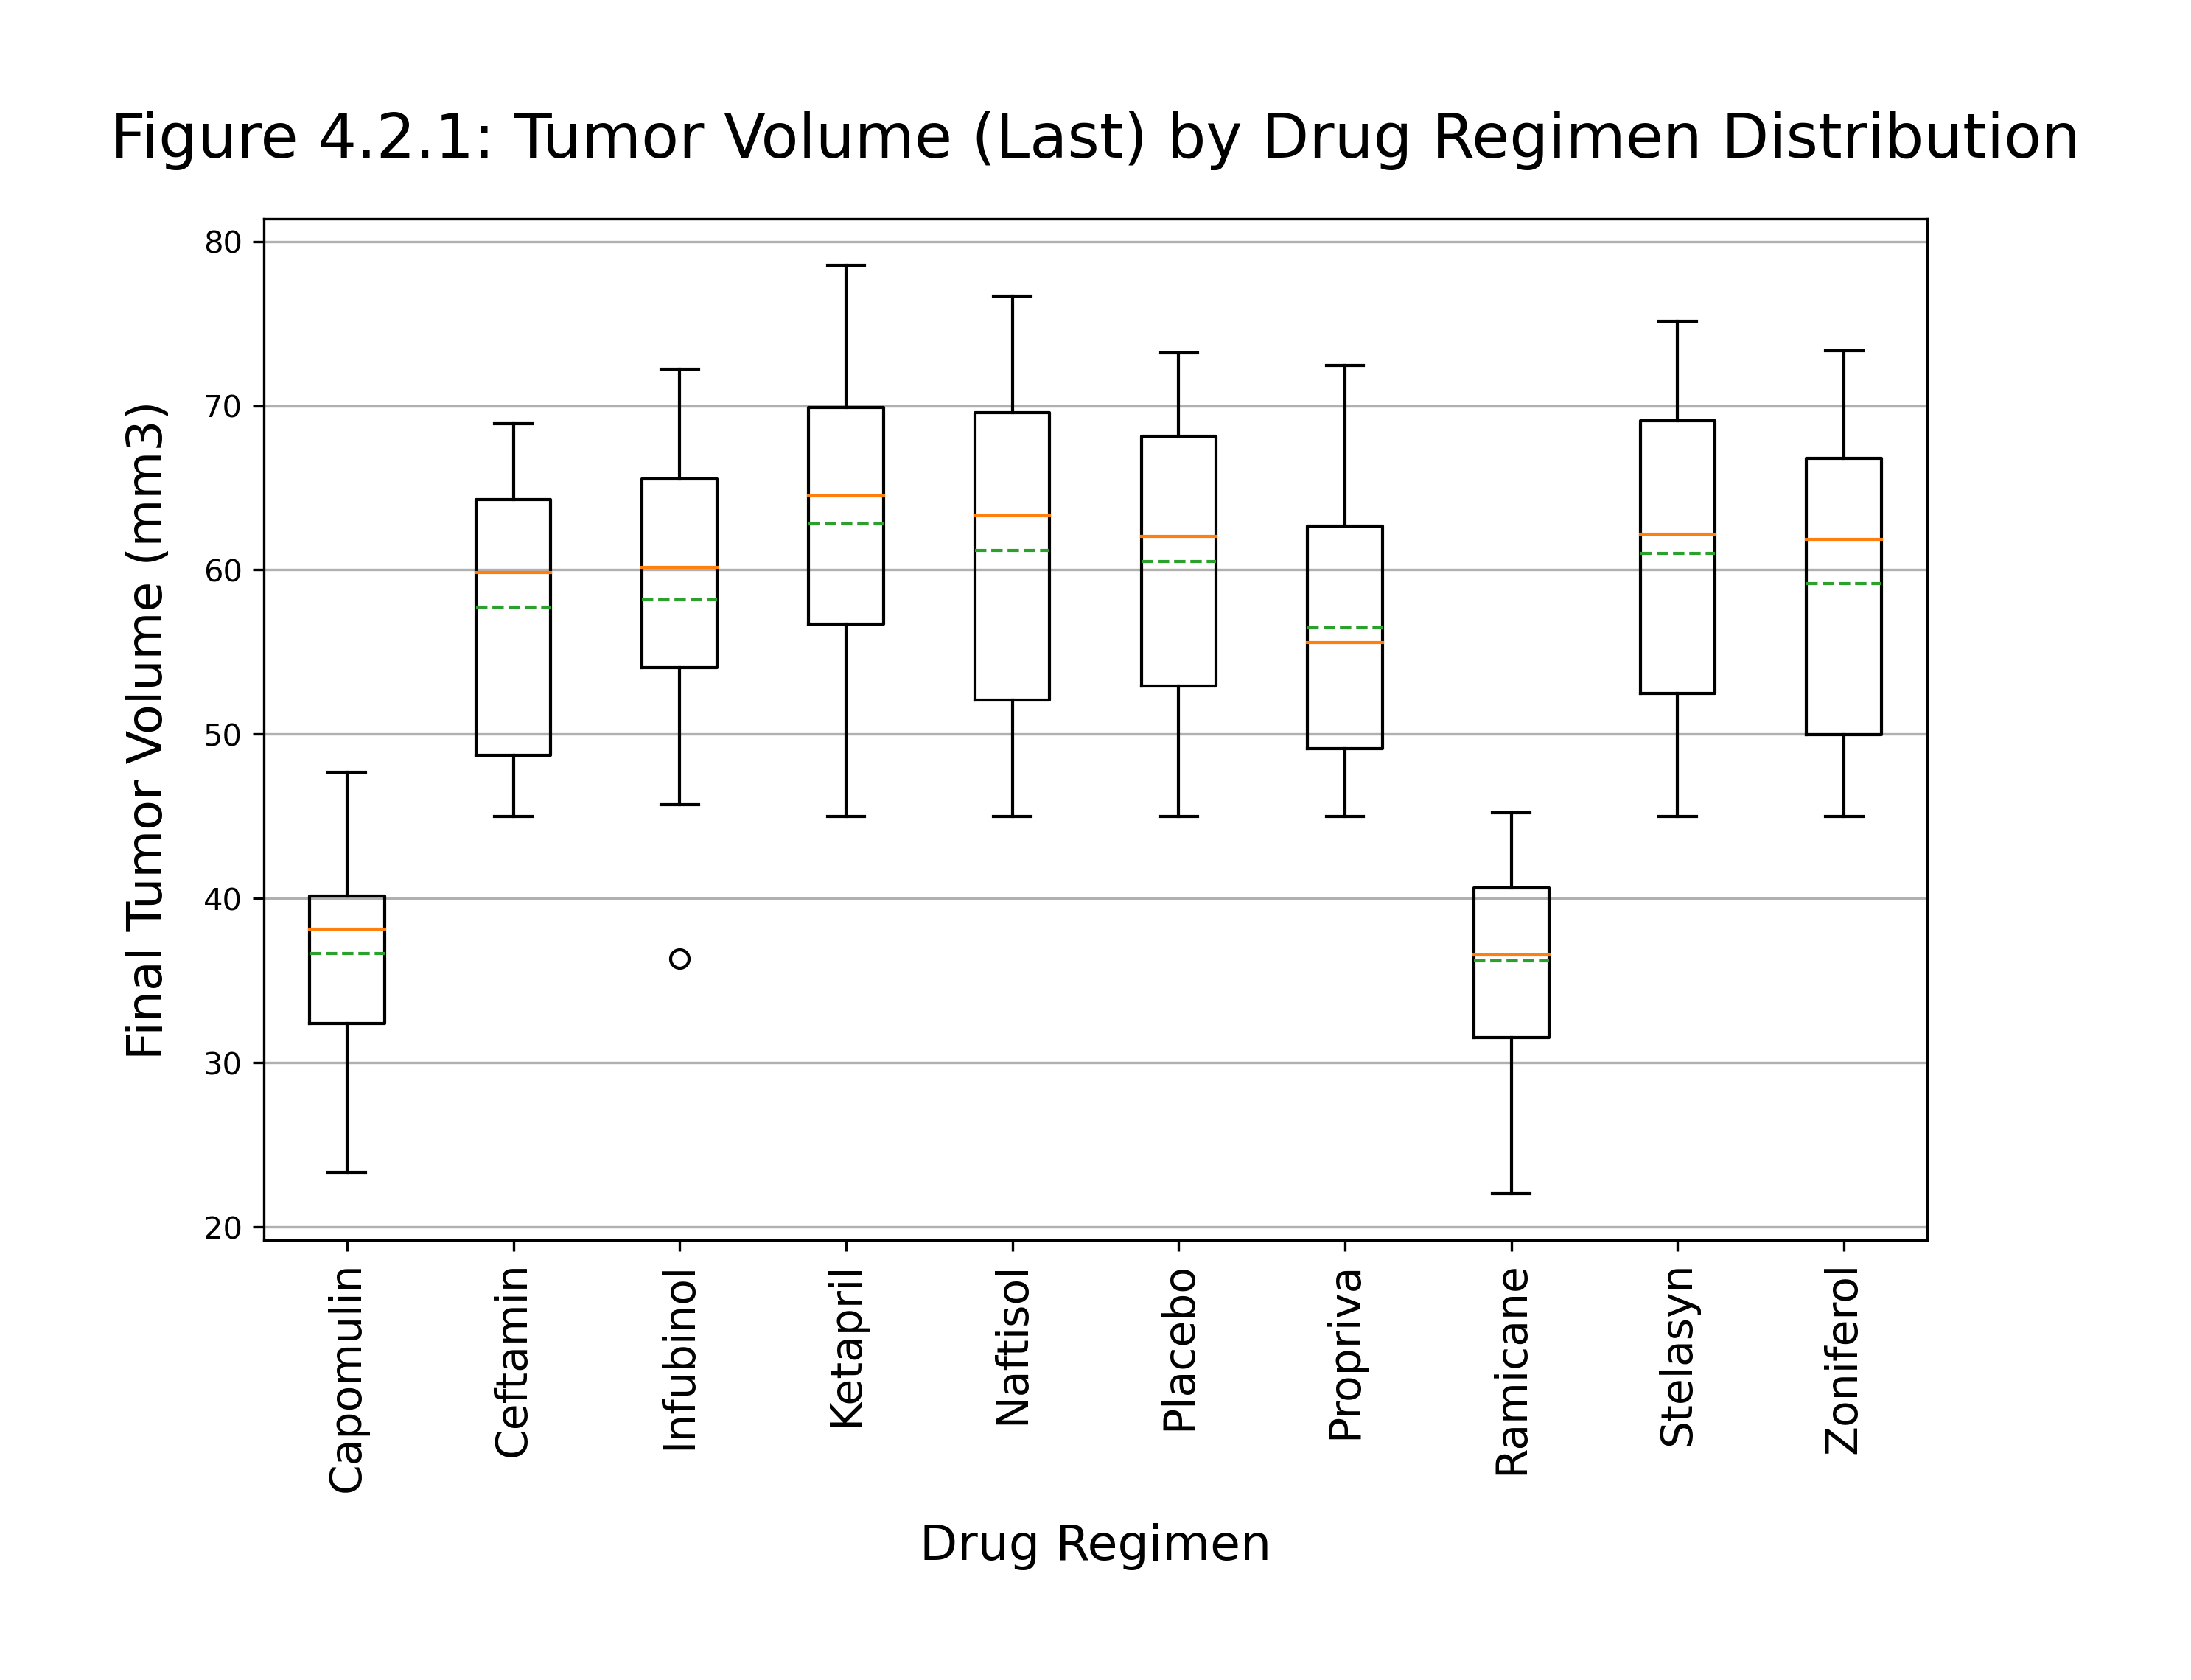 Figure 4.2.1: Tumor Volume (Last) by Drug Regimen Distribution
Final Tumor Volume (mm3)
80
70
60
50
40
30
20
Capomulin
Ceftamin
Infubinol
Ketapril
Naftisol
Placebo
Propriva
Ramicane
Stelasyn
Zoniferol
Drug Regimen